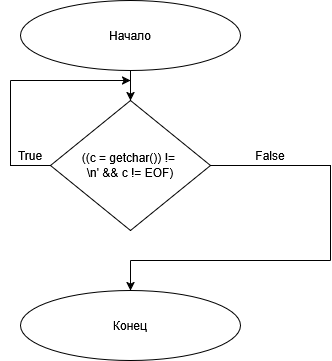 Начало
((c = getchar()) !=
\n' && c != EOF)
True
False
Конец